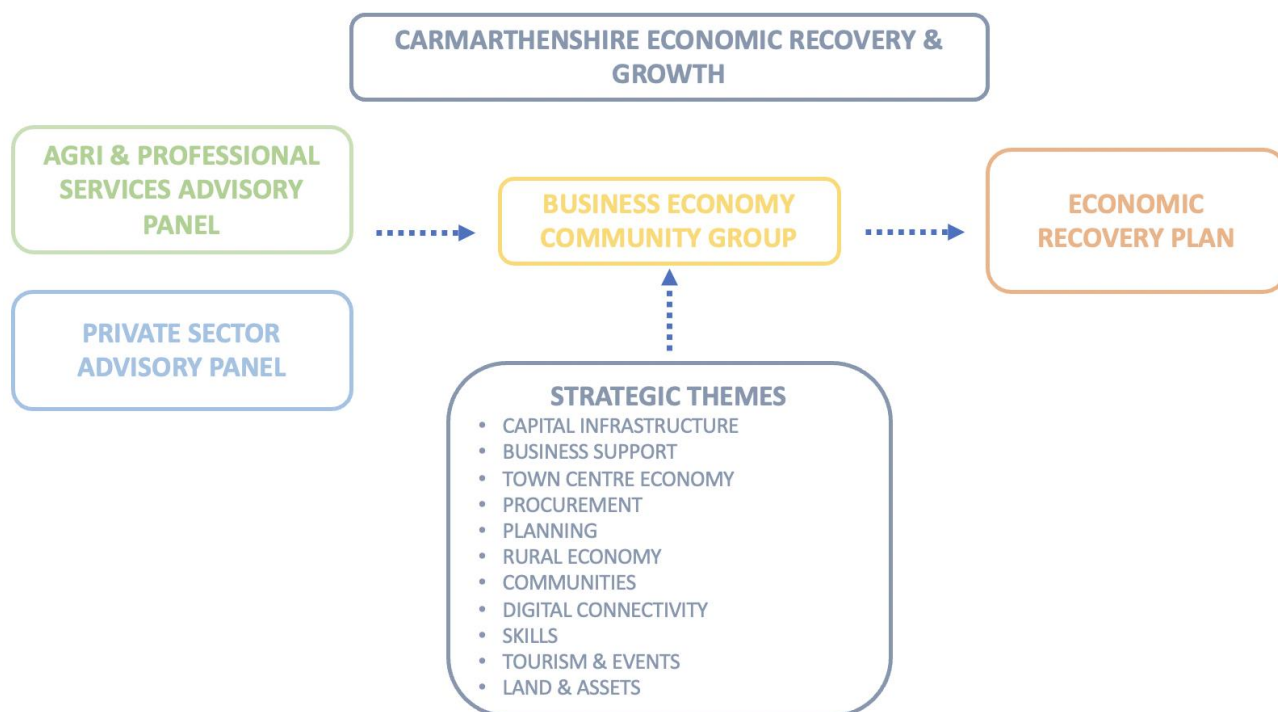 CARMARTHENSHIRE ECONOMIC RECOVERY &
GROWTH
AGRI & PROFESSIONAL
SERVICES ADVISORY
PANEL
PRIVATE SECTOR
ADVISORY PANEL
BUSINESS ECONOMY
COMMUNITY GROUP
ECONOMIC
RECOVERY PLAN
STRATEGIC THEMES
• CAPITAL INFRASTRUCTURE
• BUSINESS SUPPORT
• TOWN CENTRE ECONOMY
• PROCUREMENT
• PLANNING
• RURAL ECONOMY
• COMMUNITIES
• DIGITAL CONNECTIVITY
• SKILLS
• TOURISM & EVENTS
• LAND & ASSETS